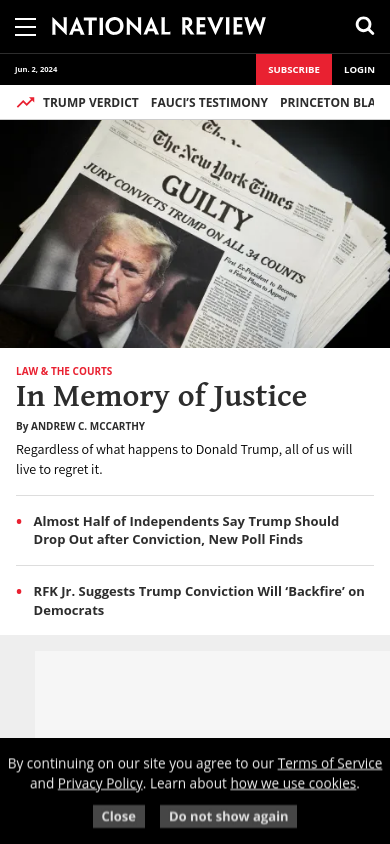 NATIONAL REVIEW
Jun. 2, 2024
SUBSCRIBE
LOGIN
TRUMP VERDICT FAUCI'S TESTIMONY PRINCETON BLA
The New York Times
GUILTY
JURY CONVICTS TRUMP ON ALL 34 COUNTS
First Ex-President to Become
a Felon Plans to Appeal
LAW & THE COURTS
In Memory of Justice
By ANDREW C. MCCARTHY
Regardless of what happens to Donald Trump, all of us will
live to regret it.
• Almost Half of Independents Say Trump Should
Drop Out after Conviction, New Poll Finds
• RFK Jr. Suggests Trump Conviction Will ‘Backfire’ on
Democrats
By continuing on our site you agree to our Terms of Service
and Privacy Policy. Learn about how we use cookies.
Close
Do not show again